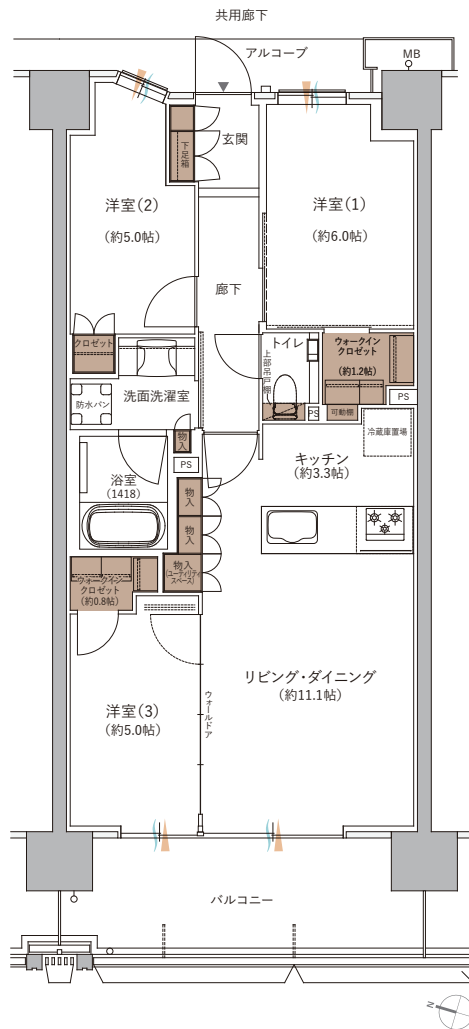 共用廊下
アルコーブ
MB
玄関
下足箱
洋室(2)
(約5.0帖)
洋室(1)
(約6.0帖)
廊下
クロゼット
トイレ
上部吊戸棚
ウォークイン
クロゼット
(約1.2帖)
洗面洗濯室
防水パン
PS
可動棚
PS
冷蔵庫置場
物入
PS
キッチン
(約3.3帖)
浴室
(1418)
物入
物入
物入
(ユーティリティ
スペース)
ウォークイン
クロゼット
(約0.8帖)
リビング・ダイニング
(約11.1帖)
ウォールドア
洋室(3)
(約5.0帖)
バルコニー
N